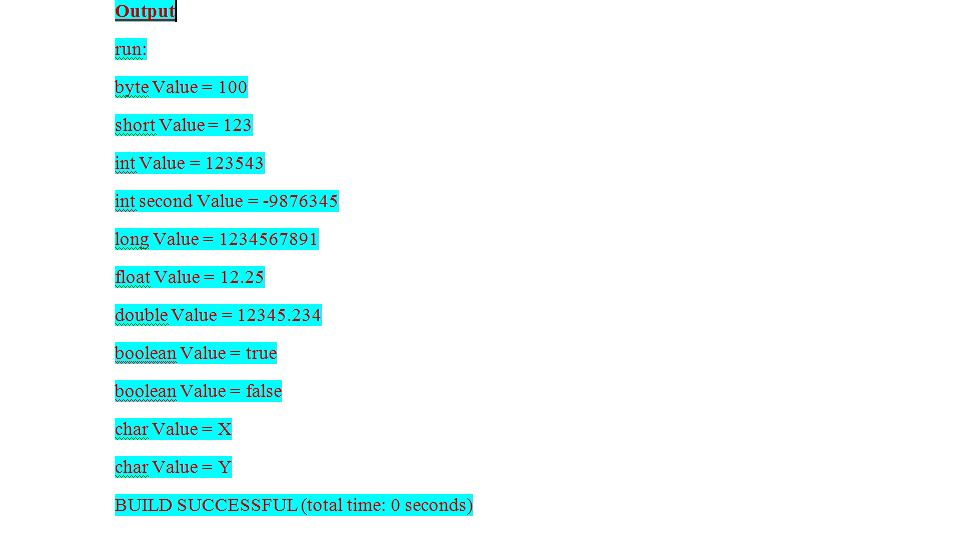 Output
run:
byte Value = 100
short Value = 123
int Value = 123543
int second Value = -9876345
long Value = 1234567891
float Value = 12.25
double Value = 12345.234
boolean Value = true
boolean Value = false
char Value = X
char Value = Y
BUILD SUCCESSFUL (total time: 0 seconds)